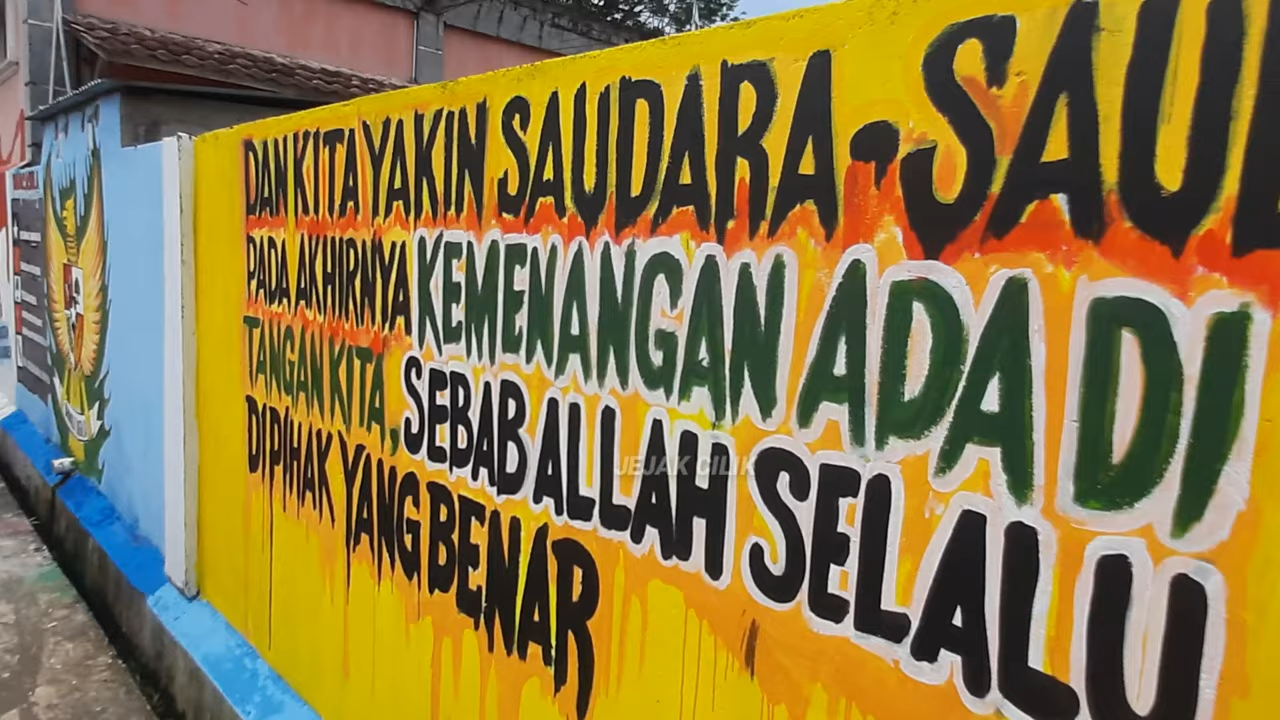 DAN KITA YAKIN SAUDARA-SAU
PADA AKHIRNYA KEMENANGAN ADA DI
TANGAN KITA, SEBAB ALLAH SELALU
DIPIHAK YANG BENAR
JEJAK CILIK